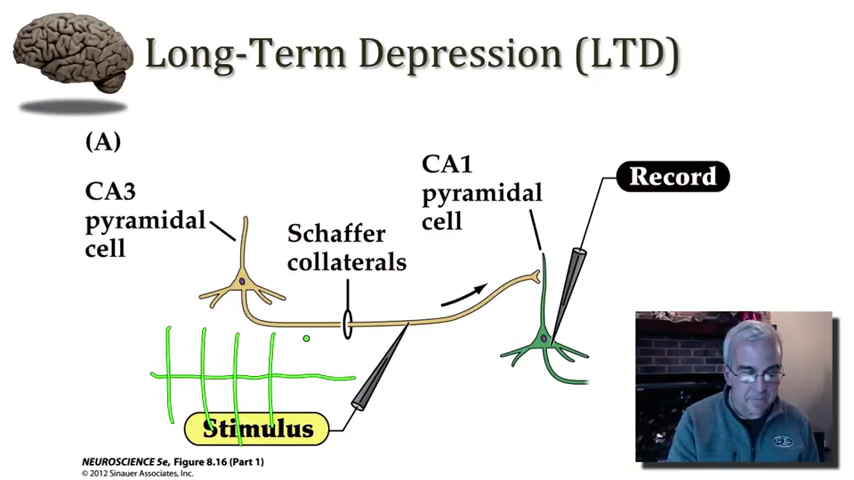 Long-Term Depression (LTD)
(A)
CA3
pyramidal
cell
Schaffer
collaterals
CA1
pyramidal
cell
Record
Stimulus
NEUROSCIENCE 5e, Figure 8.16 (Part 1)
© 2012 Sinauer Associates, Inc.